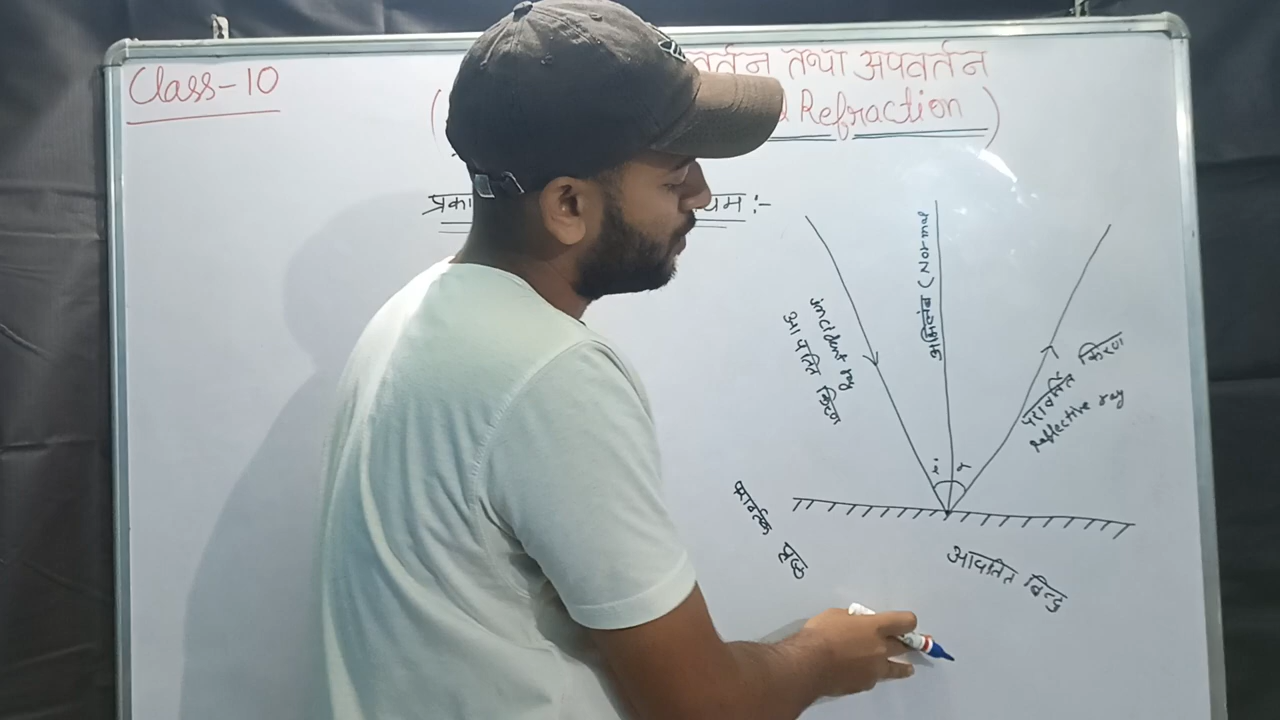 Class-10
वर्तन तथा अपवर्तन
( Refraction )
प्रका यम :-
अभिलंब ( Normal
incident Ray
आपतित किरण
परावर्तित किरण
Reflective ray
i r
आपतित बिन्दु